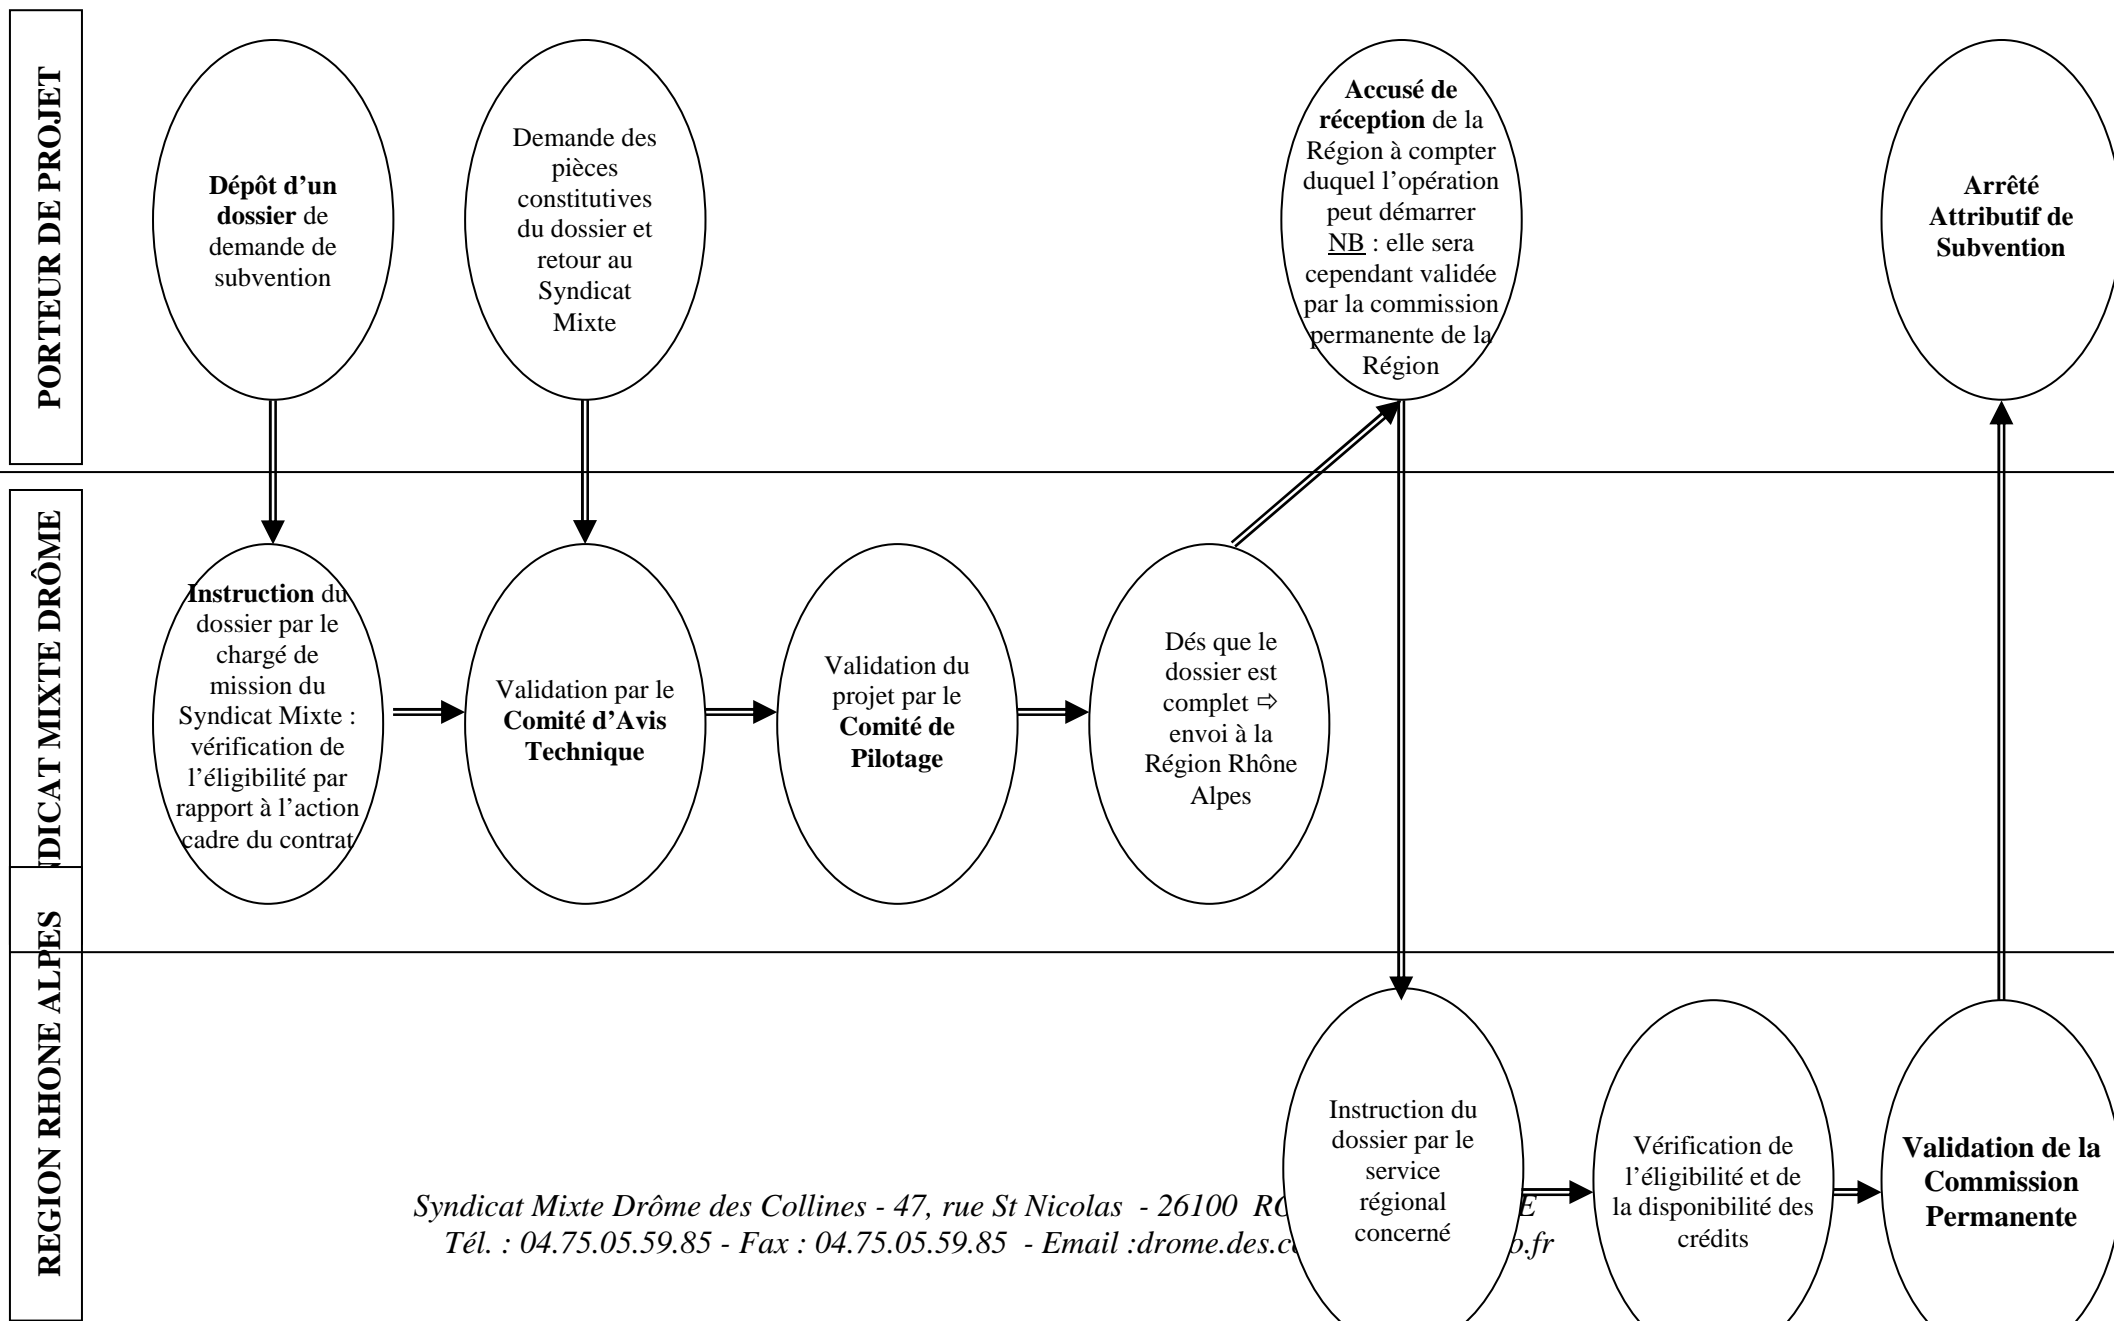 PORTEUR DE PROJET
Dépôt d’un
dossier de
demande de
subvention
Demande des
pièces
constitutives
du dossier et
retour au
Syndicat
Mixte
Accusé de
réception de la
Région à compter
duquel l’opération
peut démarrer
NB : elle sera
cependant validée
par la commission
permanente de la
Région
Arrêté
Attributif de
Subvention
NDICAT MIXTE DRÔME
Instruction du
dossier par le
chargé de
mission du
Syndicat Mixte :
vérification de
l’éligibilité par
rapport à l’action
cadre du contrat
Validation par le
Comité d’Avis
Technique
Validation du
projet par le
Comité de
Pilotage
Dés que le
dossier est
complet ⇨
envoi à la
Région Rhône
Alpes
REGION RHONE ALPES
Instruction du
dossier par le
service
régional
concerné
Vérification de
l’éligibilité et de
la disponibilité des
crédits
Validation de la
Commission
Permanente
Syndicat Mixte Drôme des Collines - 47, rue St Nicolas - 26100
Tél. : 04.75.05.59.85 - Fax : 04.75.05.59.85 - Email :drome.des.c